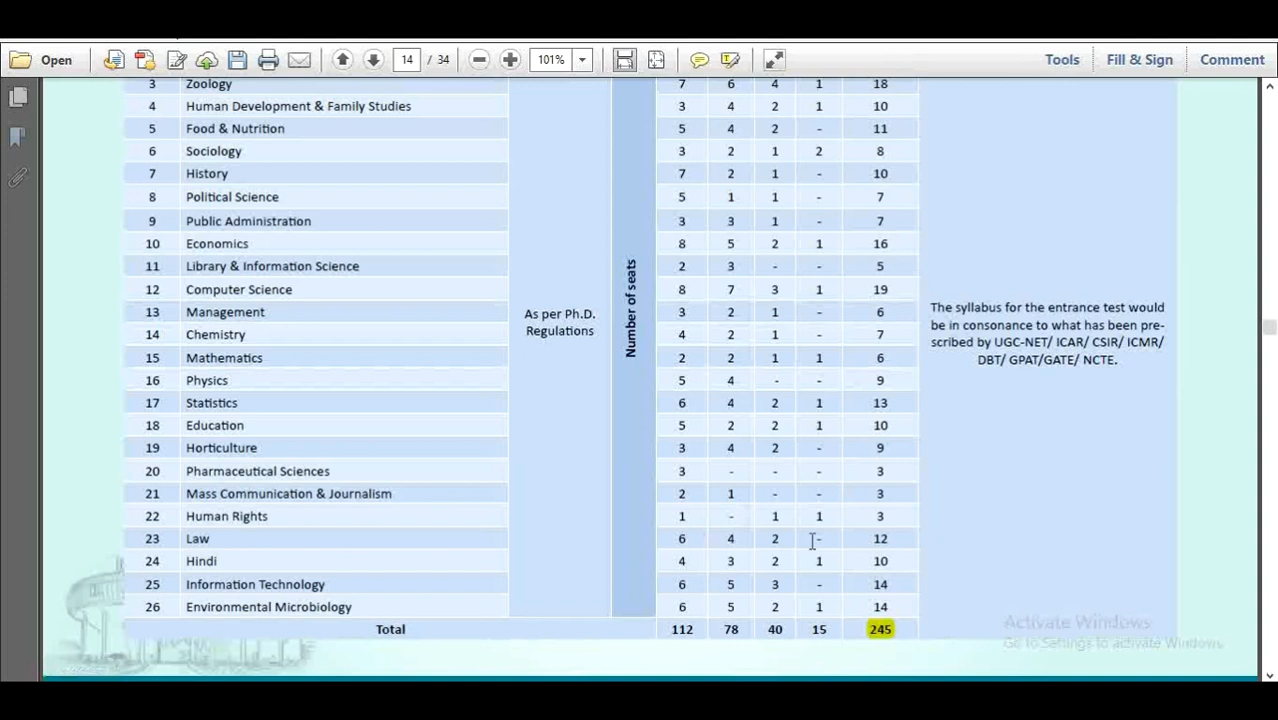 Open 14 / 34 101% Tools Fill & Sign Comment
3 Zoology 7 6 4 1 18
4 Human Development & Family Studies 3 4 2 1 10
5 Food & Nutrition 5 4 2 - 11
6 Sociology 3 2 1 2 8
7 History 7 2 1 - 10
8 Political Science 5 1 1 - 7
9 Public Administration 3 3 1 - 7
10 Economics 8 5 2 1 16
11 Library & Information Science 2 3 - - 5
12 Computer Science 8 7 3 1 19
13 Management 3 2 1 - 6
14 Chemistry 4 2 1 - 7
15 Mathematics 2 2 1 1 6
16 Physics 5 4 - - 9
17 Statistics 6 4 2 1 13
18 Education 5 2 2 1 10
19 Horticulture 3 4 2 - 9
20 Pharmaceutical Sciences 3 - - - 3
21 Mass Communication & Journalism 2 1 - - 3
22 Human Rights 1 - 1 1 3
23 Law 6 4 2 - 12
24 Hindi 4 3 2 1 10
25 Information Technology 6 5 3 - 14
26 Environmental Microbiology 6 5 2 1 14
Total 112 78 40 15 245
As per Ph.D.
Regulations
Number of seats
The syllabus for the entrance test would
be in consonance to what has been pre-
scribed by UGC-NET/ ICAR/ CSIR/ ICMR/
DBT/ GPAT/GATE/ NCTE.
Activate Windows
Go to Settings to activate Windows.